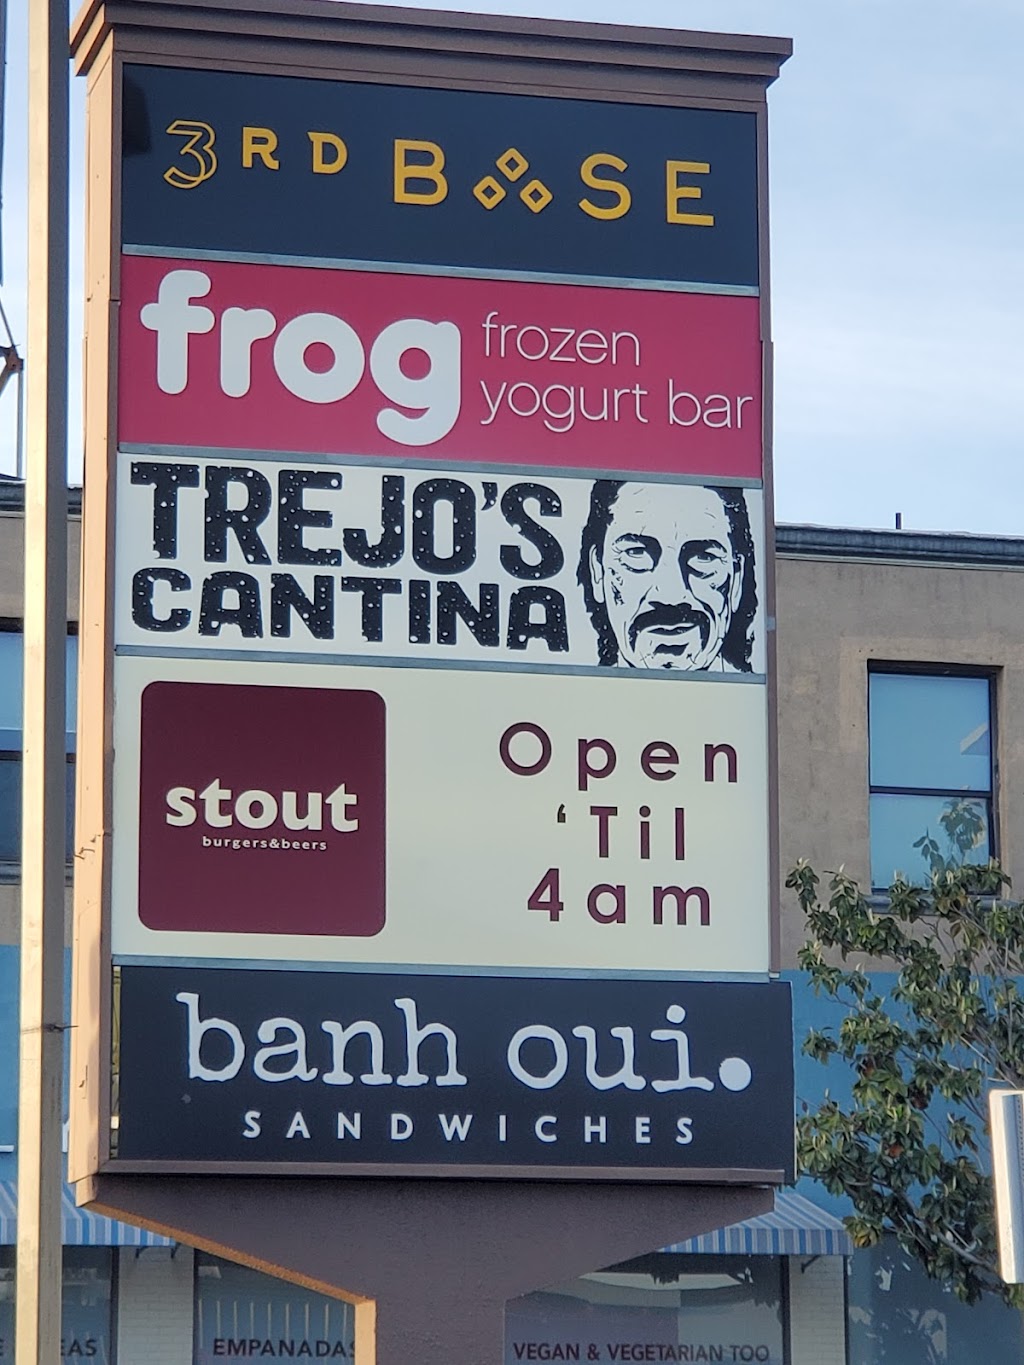 3RD BASE
frog
frozen
yogurt bar
TREJO'S
CANTINA
stout
burgers&beers
Open
‘Til
4am
banh oui.
SANDWICHES
EMPANADAS
VEGAN & VEGETARIAN TOO